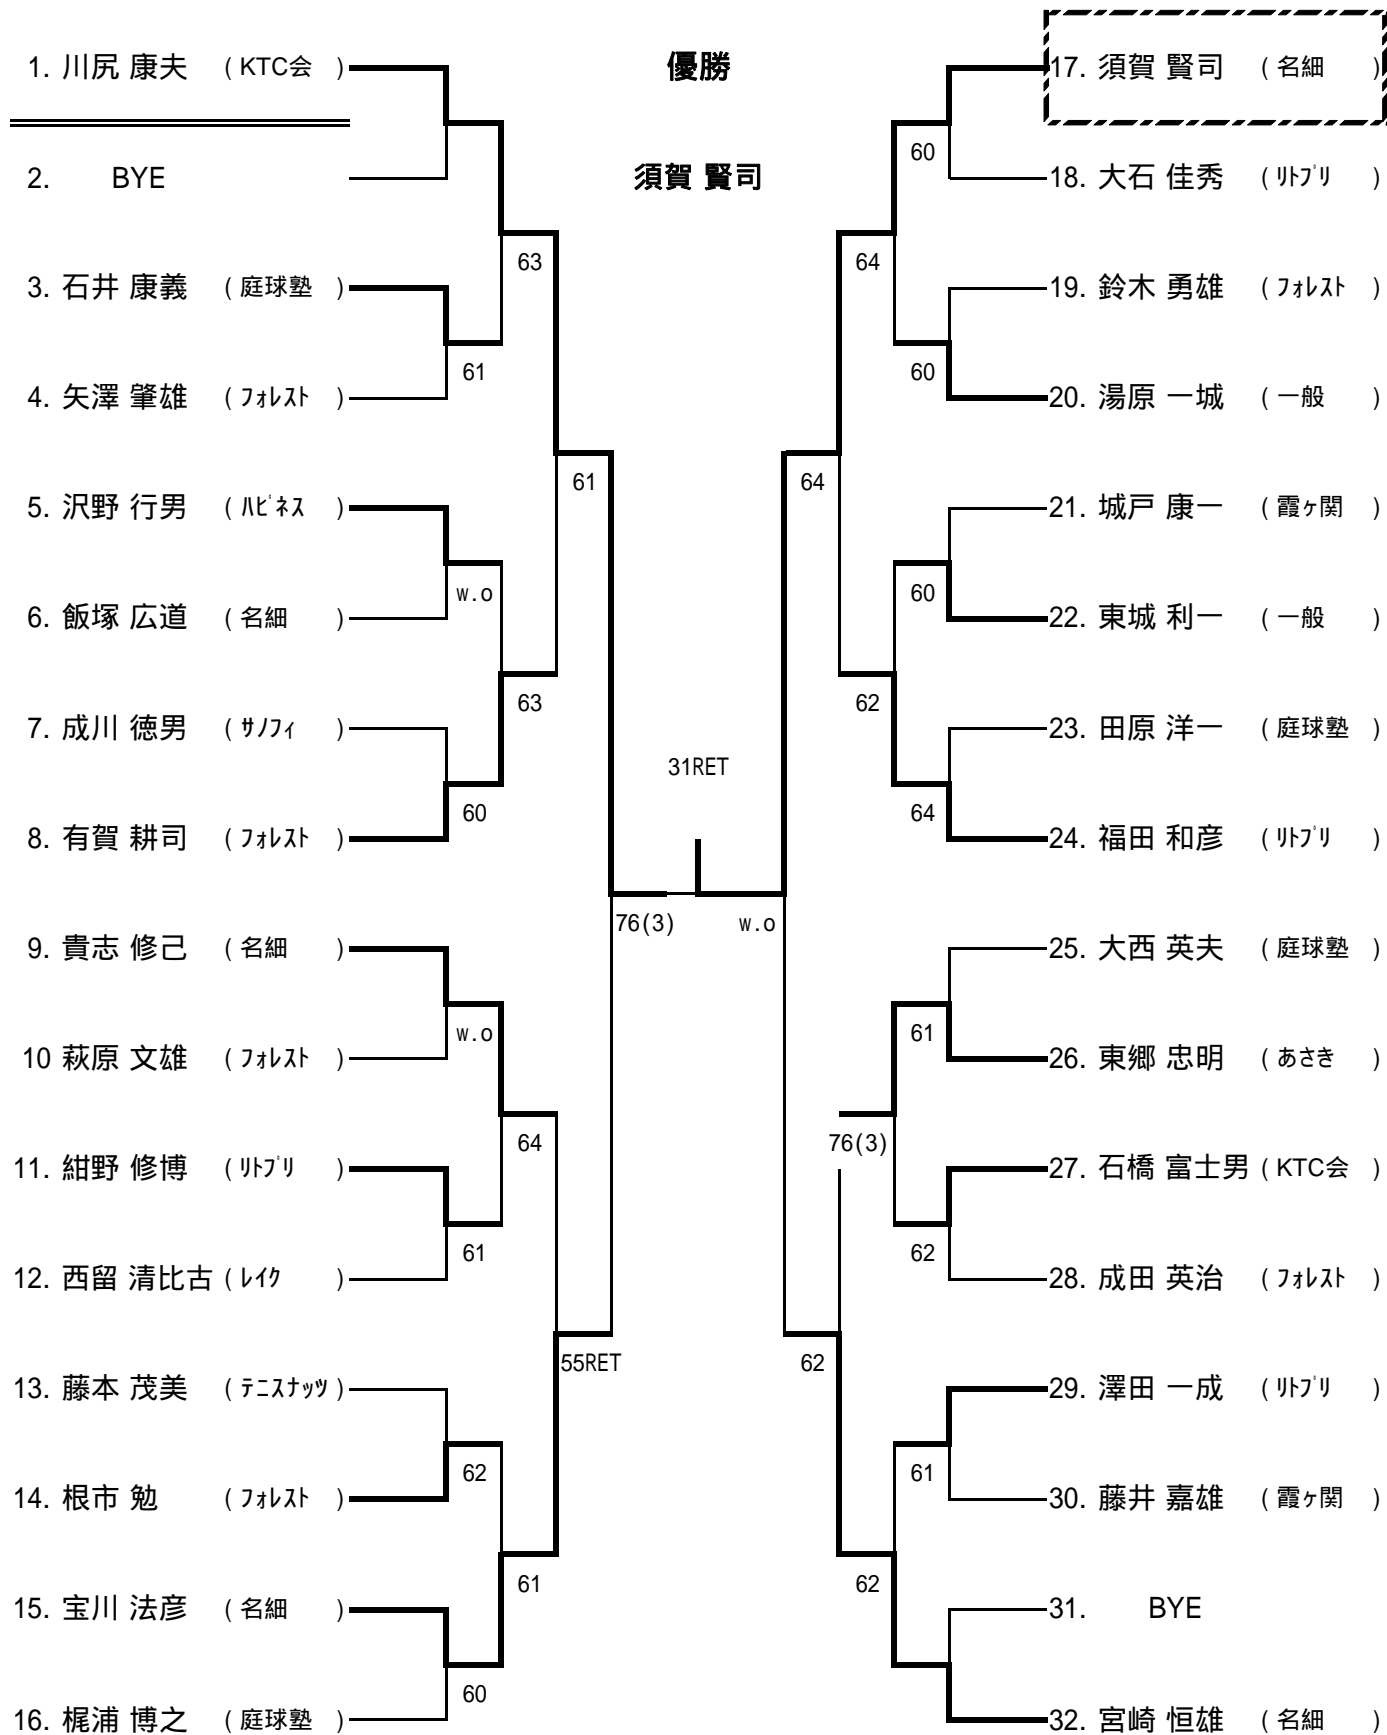 1. 川尻 康夫 ( KTC会 )
優勝
17. 須賀 賢司 ( 名細 )
60
2. BYE
須賀 賢司
18. 大石 佳秀 ( ﾘﾄﾌﾟﾘ )
63
64
3. 石井 康義 ( 庭球塾 )
19. 鈴木 勇雄 ( ﾌｫﾚｽﾄ )
61
60
4. 矢澤 肇雄 ( ﾌｫﾚｽﾄ )
20. 湯原 一城 ( 一般 )
61
64
5. 沢野 行男 ( ﾊﾋﾟﾈｽ )
21. 城戸 康一 ( 霞ヶ関 )
w.o
60
6. 飯塚 広道 ( 名細 )
22. 東城 利一 ( 一般 )
63
62
7. 成川 徳男 ( ｻﾉﾌｨ )
23. 田原 洋一 ( 庭球塾 )
31RET
60
64
8. 有賀 耕司 ( ﾌｫﾚｽﾄ )
24. 福田 和彦 ( ﾘﾄﾌﾟﾘ )
76(3)
w.o
9. 貴志 修己 ( 名細 )
25. 大西 英夫 ( 庭球塾 )
w.o
61
10 萩原 文雄 ( ﾌｫﾚｽﾄ )
26. 東郷 忠明 ( あさき )
64
76(3)
11. 紺野 修博 ( ﾘﾄﾌﾟﾘ )
27. 石橋 富士男 ( KTC会 )
61
62
12. 西留 清比古 ( ﾚｲｸ )
28. 成田 英治 ( ﾌｫﾚｽﾄ )
55RET
62
13. 藤本 茂美 ( ﾃﾆｽﾅｯﾂ )
29. 澤田 一成 ( ﾘﾄﾌﾟﾘ )
62
61
14. 根市 勉 ( ﾌｫﾚｽﾄ )
30. 藤井 嘉雄 ( 霞ヶ関 )
61
62
15. 宝川 法彦 ( 名細 )
31. BYE
60
16. 梶浦 博之 ( 庭球塾 )
32. 宮崎 恒雄 ( 名細 )